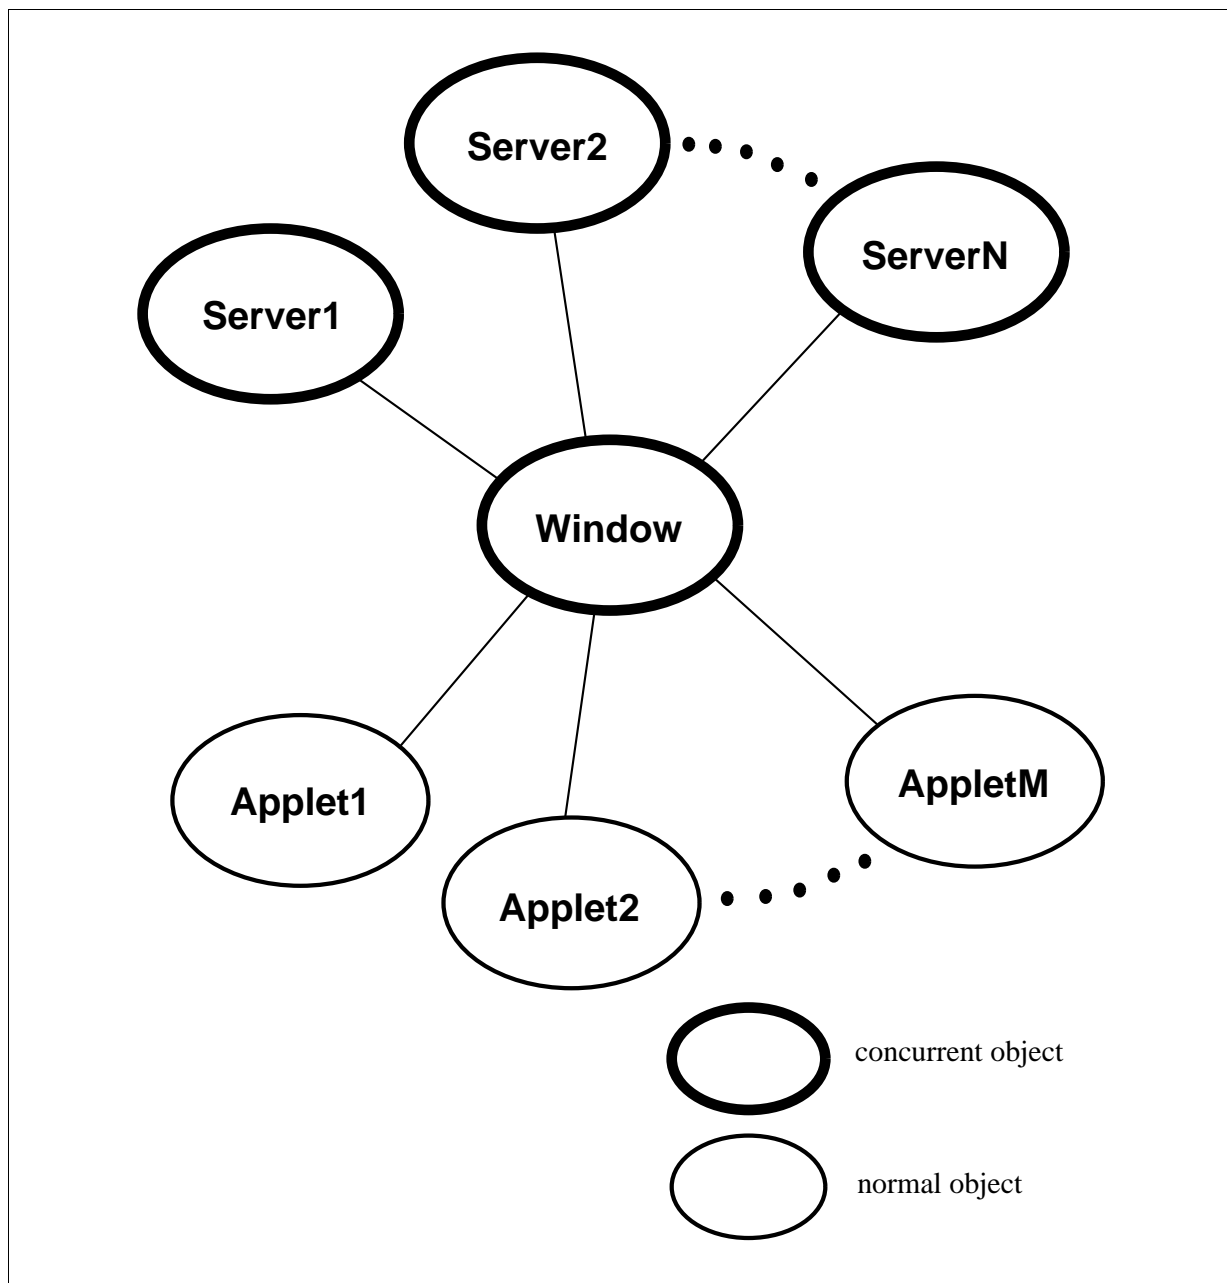 Server2
ServerN
Server1
Window
Applet1
AppletM
Applet2
concurrent object
normal object